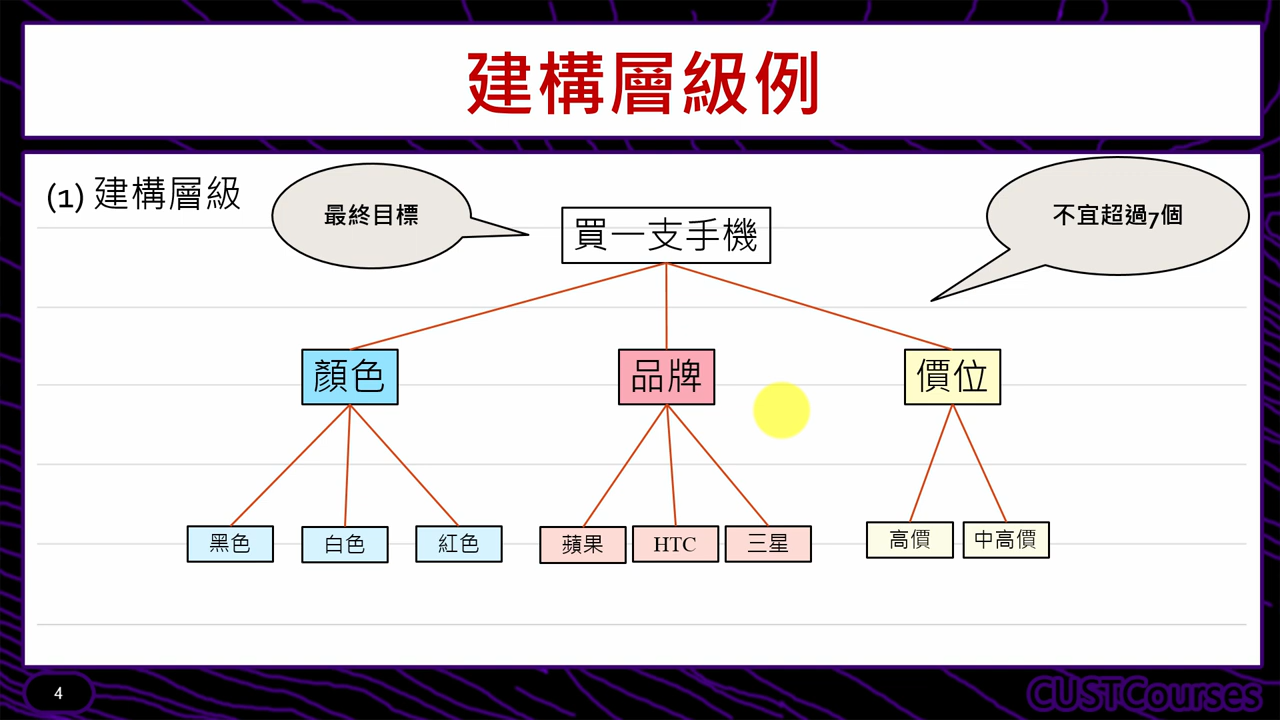 建構層級例
(1) 建構層級
最終目標
買一支手機
不宜超過7個
顏色
品牌
價位
黑色
白色
紅色
蘋果
HTC
三星
高價
中高價
4
CUSTCourses